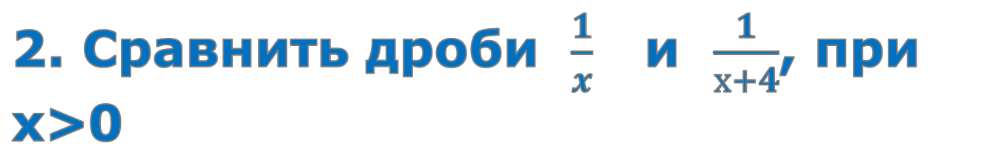 2. Сравнить дроби 1/x и 1/(x+4), при
х>0